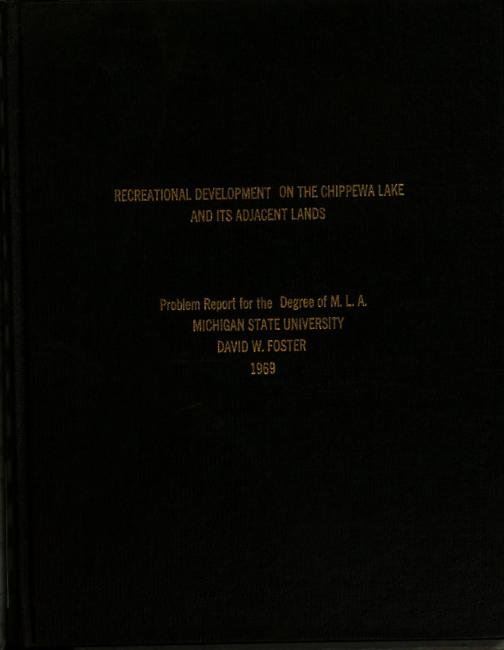 RECREATIONAL DEVELOPMENT ON THE CHIPPEWA LAKE
AND ITS ADJACENT LANDS
Problem Report for the Degree of M. L. A.
MICHIGAN STATE UNIVERSITY
DAVID W. FOSTER
1969